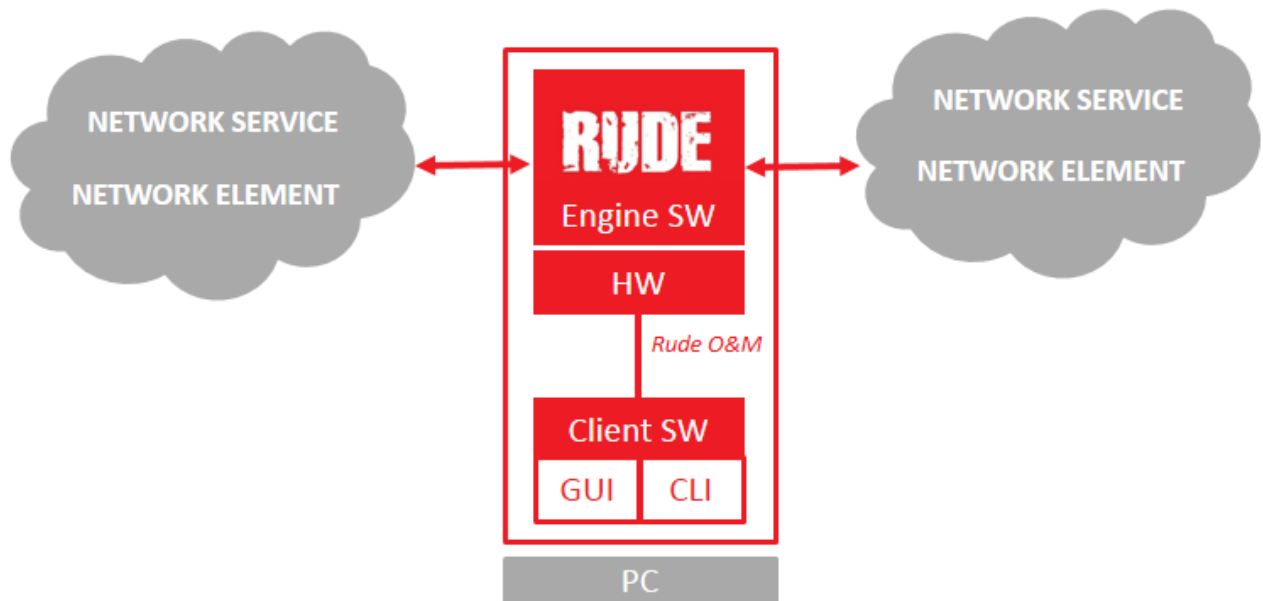 NETWORK SERVICE
NETWORK ELEMENT
RUDE
Engine SW
HW
Rude O&M
Client SW
GUI
CLI
PC
NETWORK SERVICE
NETWORK ELEMENT